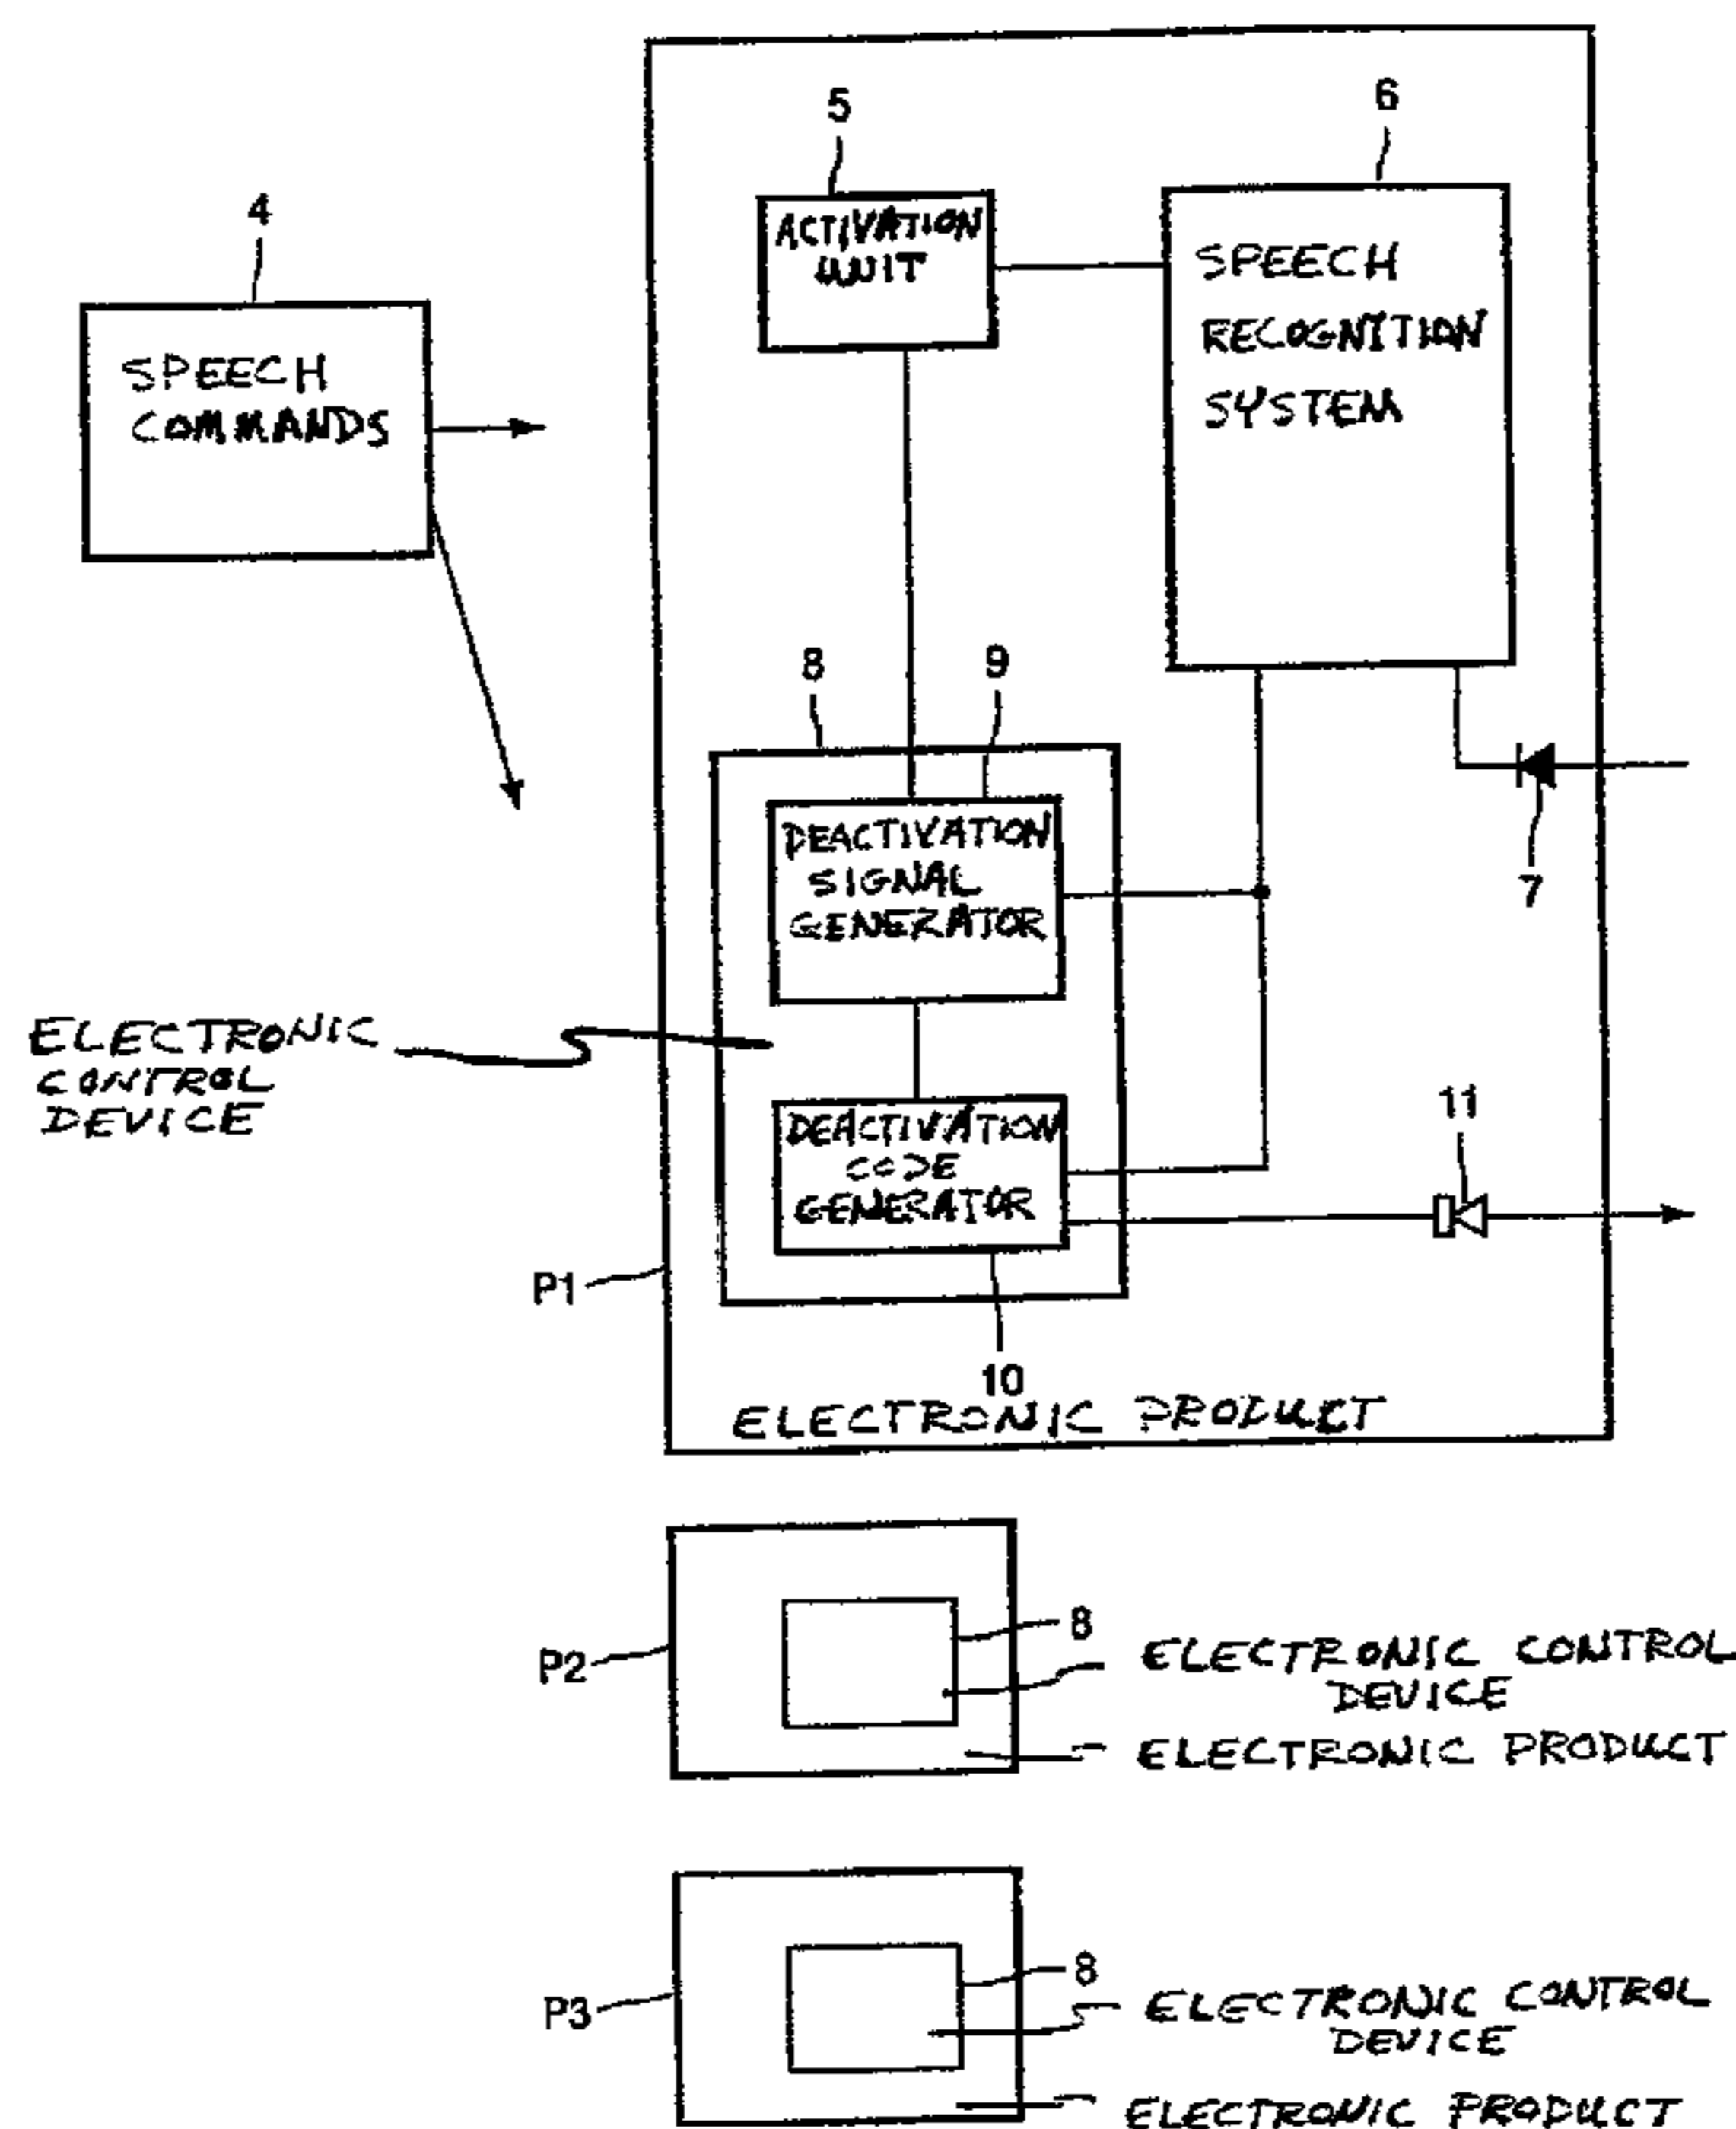 5
6
4
ACTIVATION
UNIT
SPEECH
RECOGNITION
SYSTEM
SPEECH
COMMANDS
8
9
7
DEACTIVATION
SIGNAL
GENERATOR
ELECTRONIC
CONTROL
DEVICE
DEACTIVATION
CODE
GENERATOR
11
P1
10
ELECTRONIC PRODUCT
P2
8
ELECTRONIC CONTROL
DEVICE
ELECTRONIC PRODUCT
P3
8
ELECTRONIC CONTROL
DEVICE
ELECTRONIC PRODUCT